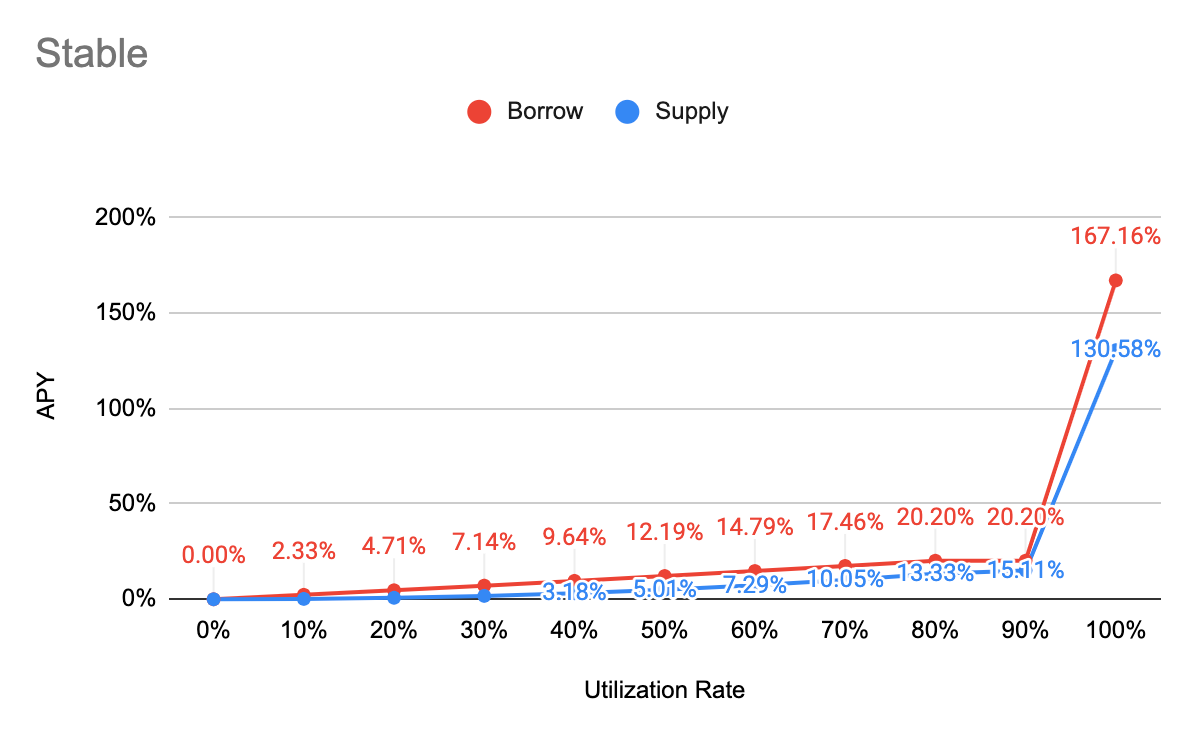 Stable
Borrow Supply
200%
167.16%
150%
130.58%
APY
100%
50%
0.00% 2.33% 4.71% 7.14% 9.64% 12.19% 14.79% 17.46% 20.20% 20.20%
3.18% 5.01% 7.29% 10.05% 13.33% 15.11%
0%
0% 10% 20% 30% 40% 50% 60% 70% 80% 90% 100%
Utilization Rate